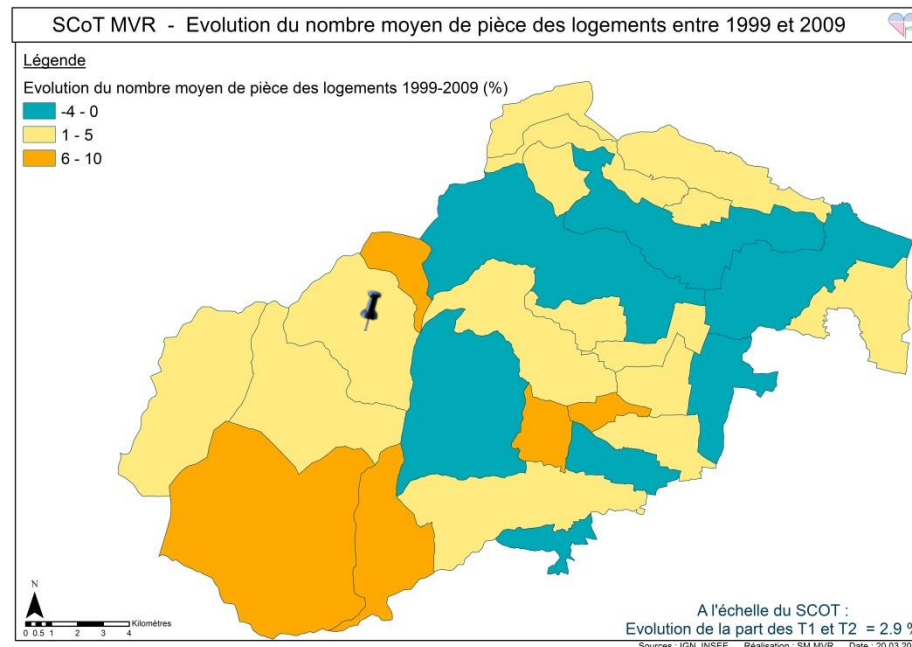 SCoT MVR - Evolution du nombre moyen de pièce des logements entre 1999 et 2009
Légende
Evolution du nombre moyen de pièce des logements 1999-2009 (%)
-4 - 0
1 - 5
6 - 10
N
0 0.5 1 2 3 4 Kilomètres
A l'échelle du SCOT :
Evolution de la part des T1 et T2 = 2.9 %
Sources : IGN, INSEE Réalisation : SM MVR Date : 20.03.20